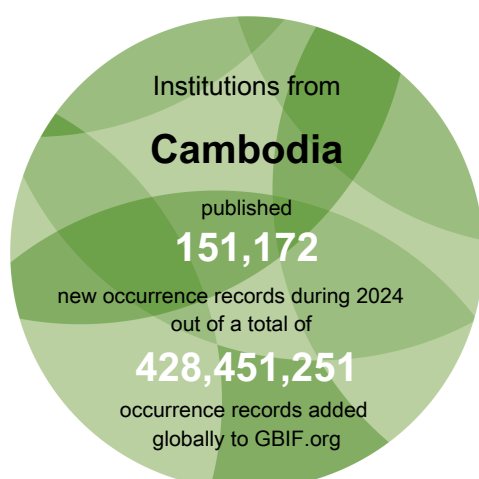 Institutions from
Cambodia
published
151,172
new occurrence records during 2024
out of a total of
428,451,251
occurrence records added
globally to GBIF.org